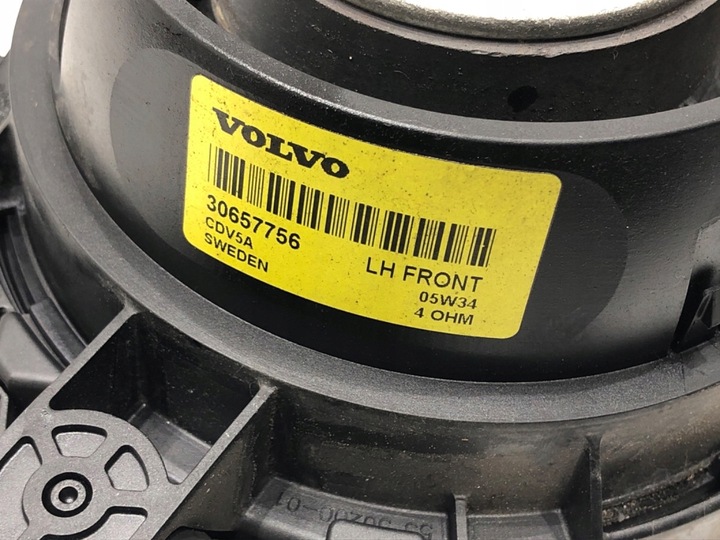 VOLVO
30657756
CDV5A
SWEDEN
LH FRONT
05W34
4 OHM